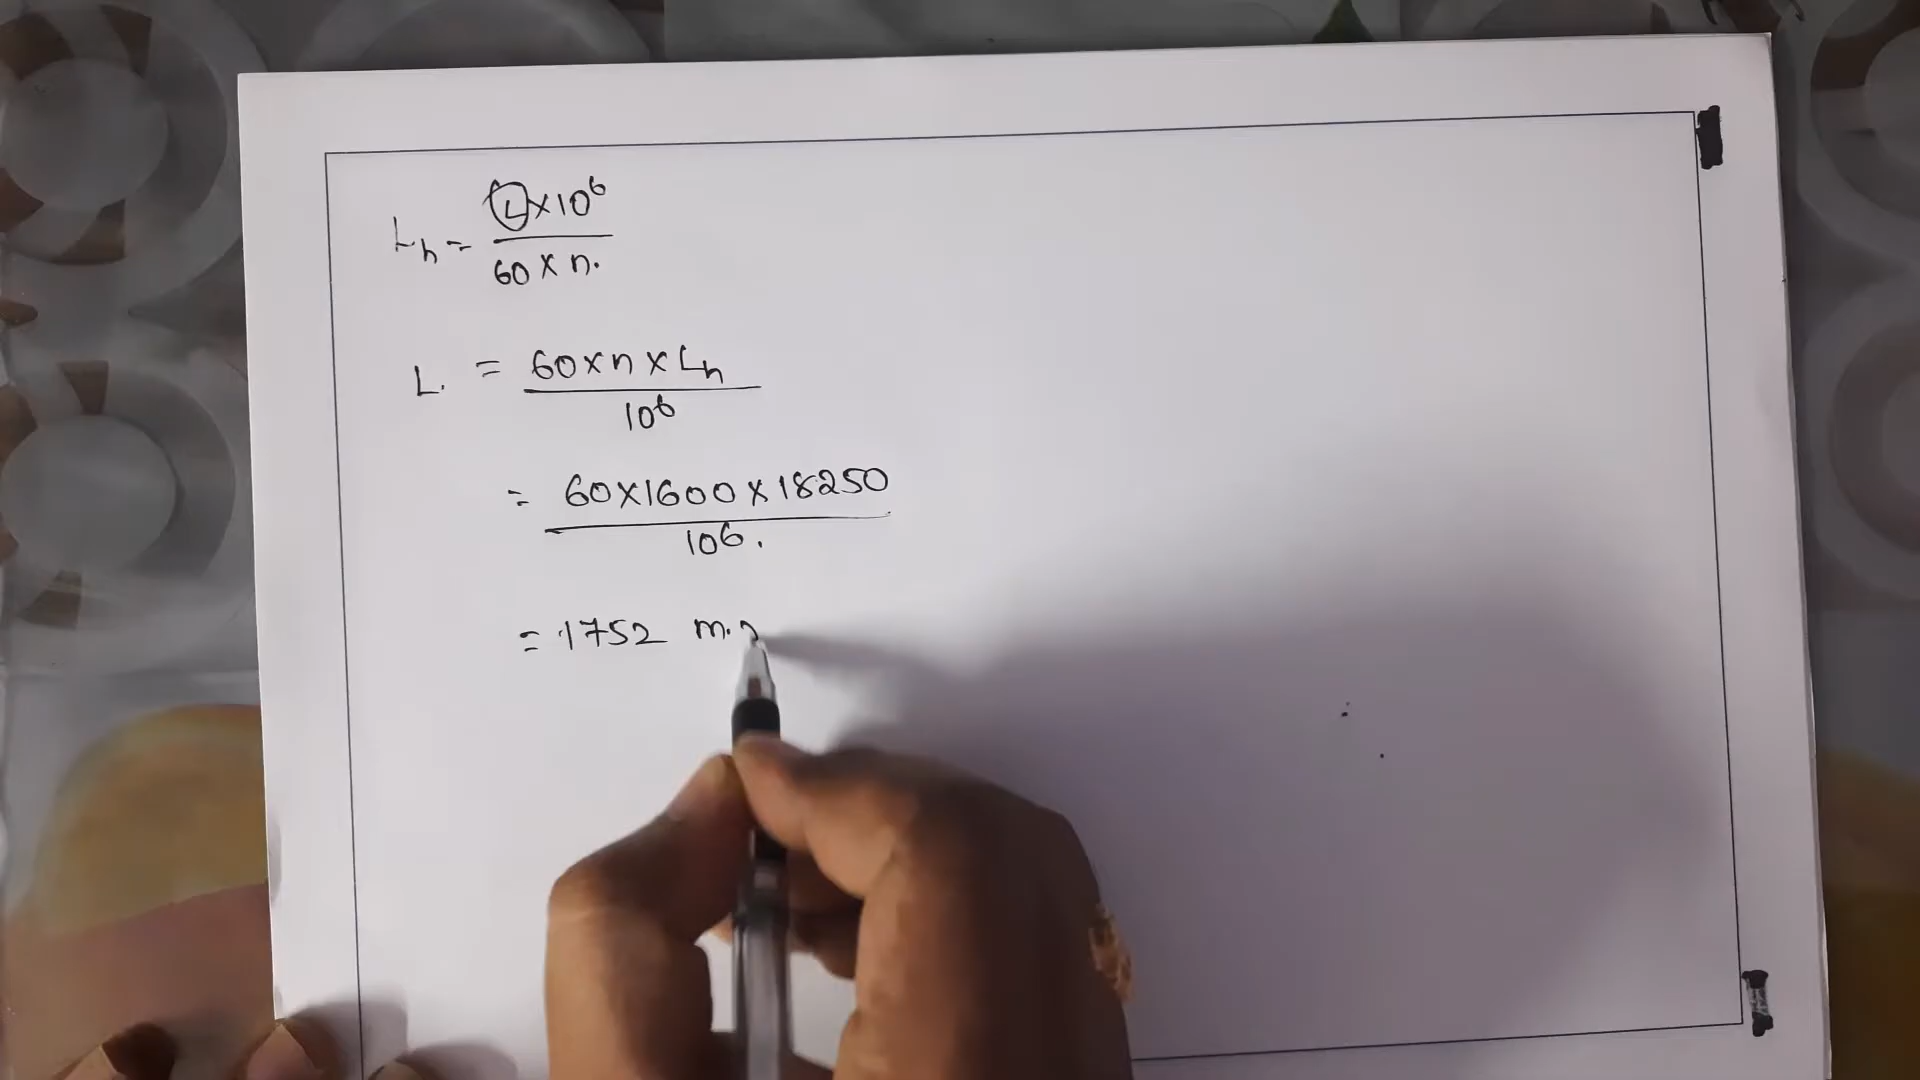 Lh = L×10⁶ / 60 × n.
L. = 60×n×Lh / 10⁶
= 60×1600×18250 / 10⁶.
= 1752 m.